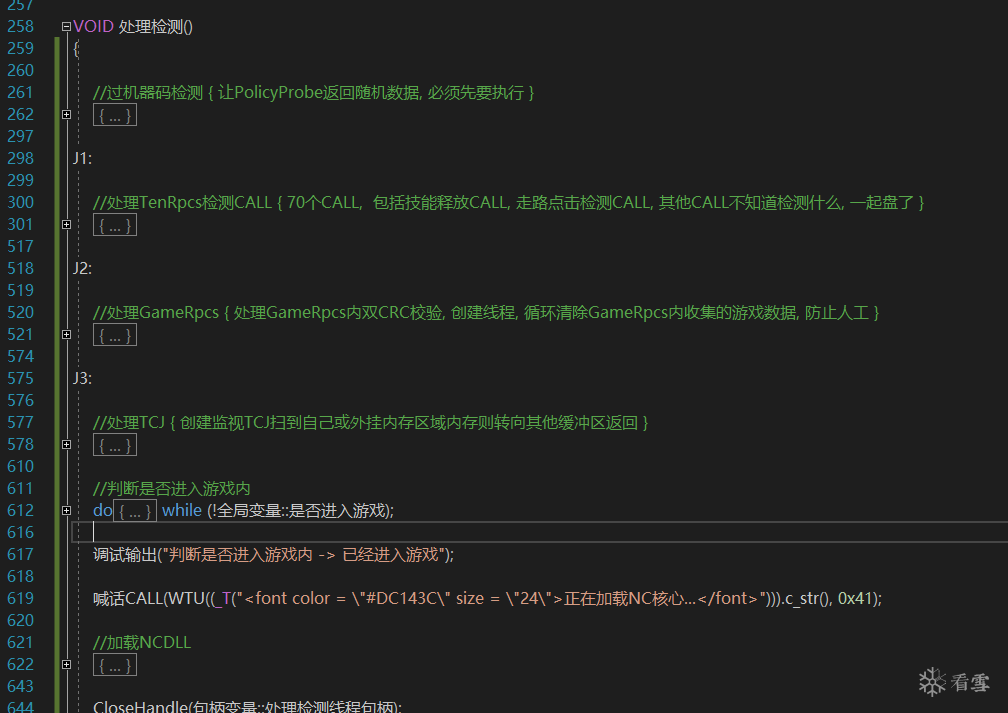 257
258 VOID 处理检测()
259 {
260
261 //过机器码检测 { 让PolicyProbe返回随机数据, 必须先要执行 }
262 { ... }
297
298 J1:
299
300 //处理TenRpcs检测CALL { 70个CALL, 包括技能释放CALL, 走路点击检测CALL, 其他CALL不知道检测什么, 一起盘了 }
301 { ... }
517
518 J2:
519
520 //处理GameRpcs { 处理GameRpcs内双CRC校验, 创建线程, 循环清除GameRpcs内收集的游戏数据, 防止人工 }
521 { ... }
574
575 J3:
576
577 //处理TCJ { 创建监视TCJ扫到自己或外挂内存区域内存则转向其他缓冲区返回 }
578 { ... }
610
611 //判断是否进入游戏内
612 do { ... } while (!全局变量::是否进入游戏);
616
617 调试输出("判断是否进入游戏内 -> 已经进入游戏");
618
619 喊话CALL(WTU((_T("<font color = \"#DC143C\" size = \"24\">正在加载NC核心...</font>"))).c_str(), 0x41);
620
621 //加载NCDLL
622 { ... }
643
644 CloseHandle(句柄变量::处理检测线程句柄);
看雪